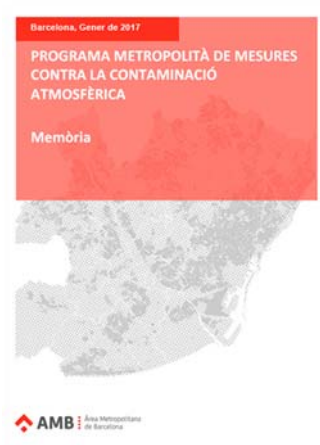 Barcelona, Gener de 2017
PROGRAMA METROPOLITÀ DE MESURES
CONTRA LA CONTAMINACIÓ
ATMOSFÈRICA
Memòria
AMB
Àrea Metropolitana
de Barcelona